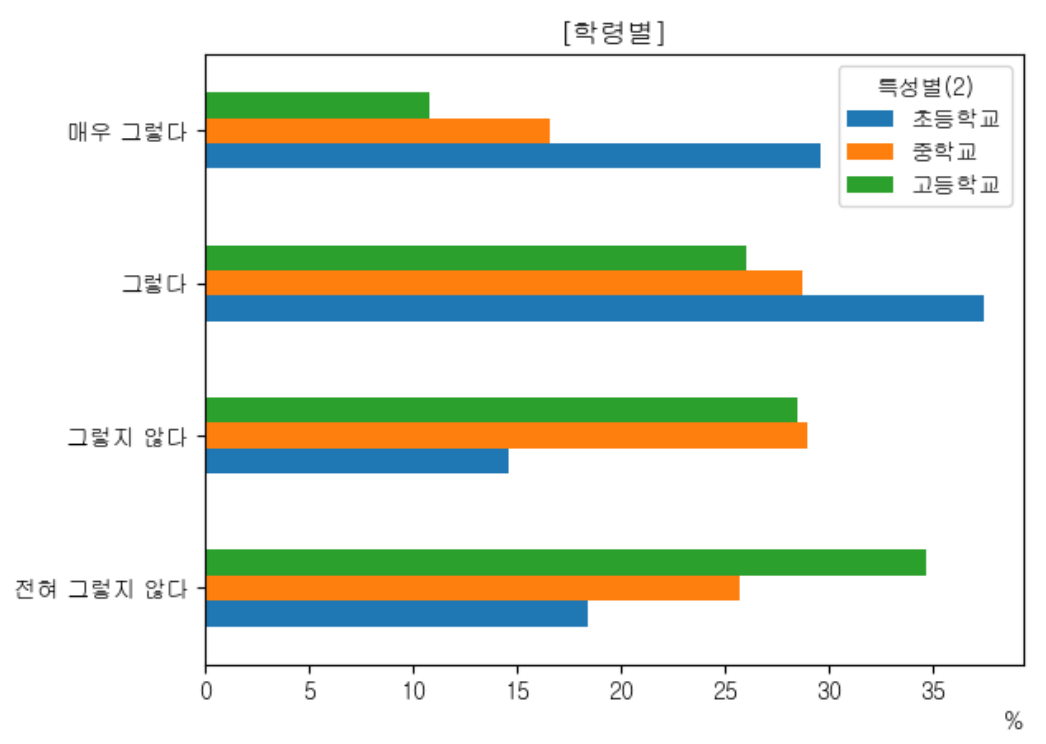 [학령별]
특성별(2)
초등학교
중학교
고등학교
매우 그렇다
그렇다
그렇지 않다
전혀 그렇지 않다
0 5 10 15 20 25 30 35
%